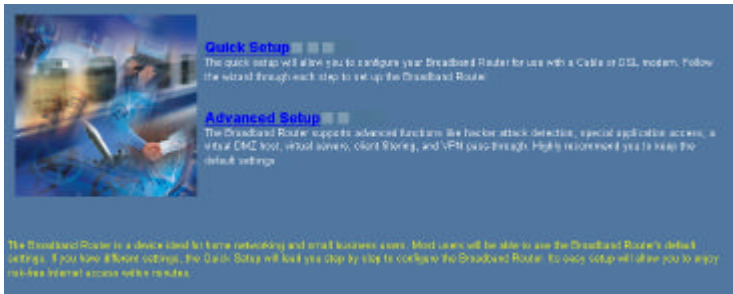 Quick Setup
The quick setup will allow you to configure your Broadband Router for use with a Cable or DSL modem. Follow
the wizard through each step to set up the Broadband Router.
Advanced Setup
The Broadband Router supports advanced functions like hacker attack detection, special application access, a
virtual DMZ host, virtual servers, client filtering, and VPN pass-through. Highly recommend you to keep the
default settings.
The Broadband Router is a device ideal for home networking and small business users. Most users will be able to use the Broadband Router's default
settings. If you have different settings, the Quick Setup will lead you step by step to configure the Broadband Router. Its easy setup will allow you to enjoy
risk-free Internet access within minutes.